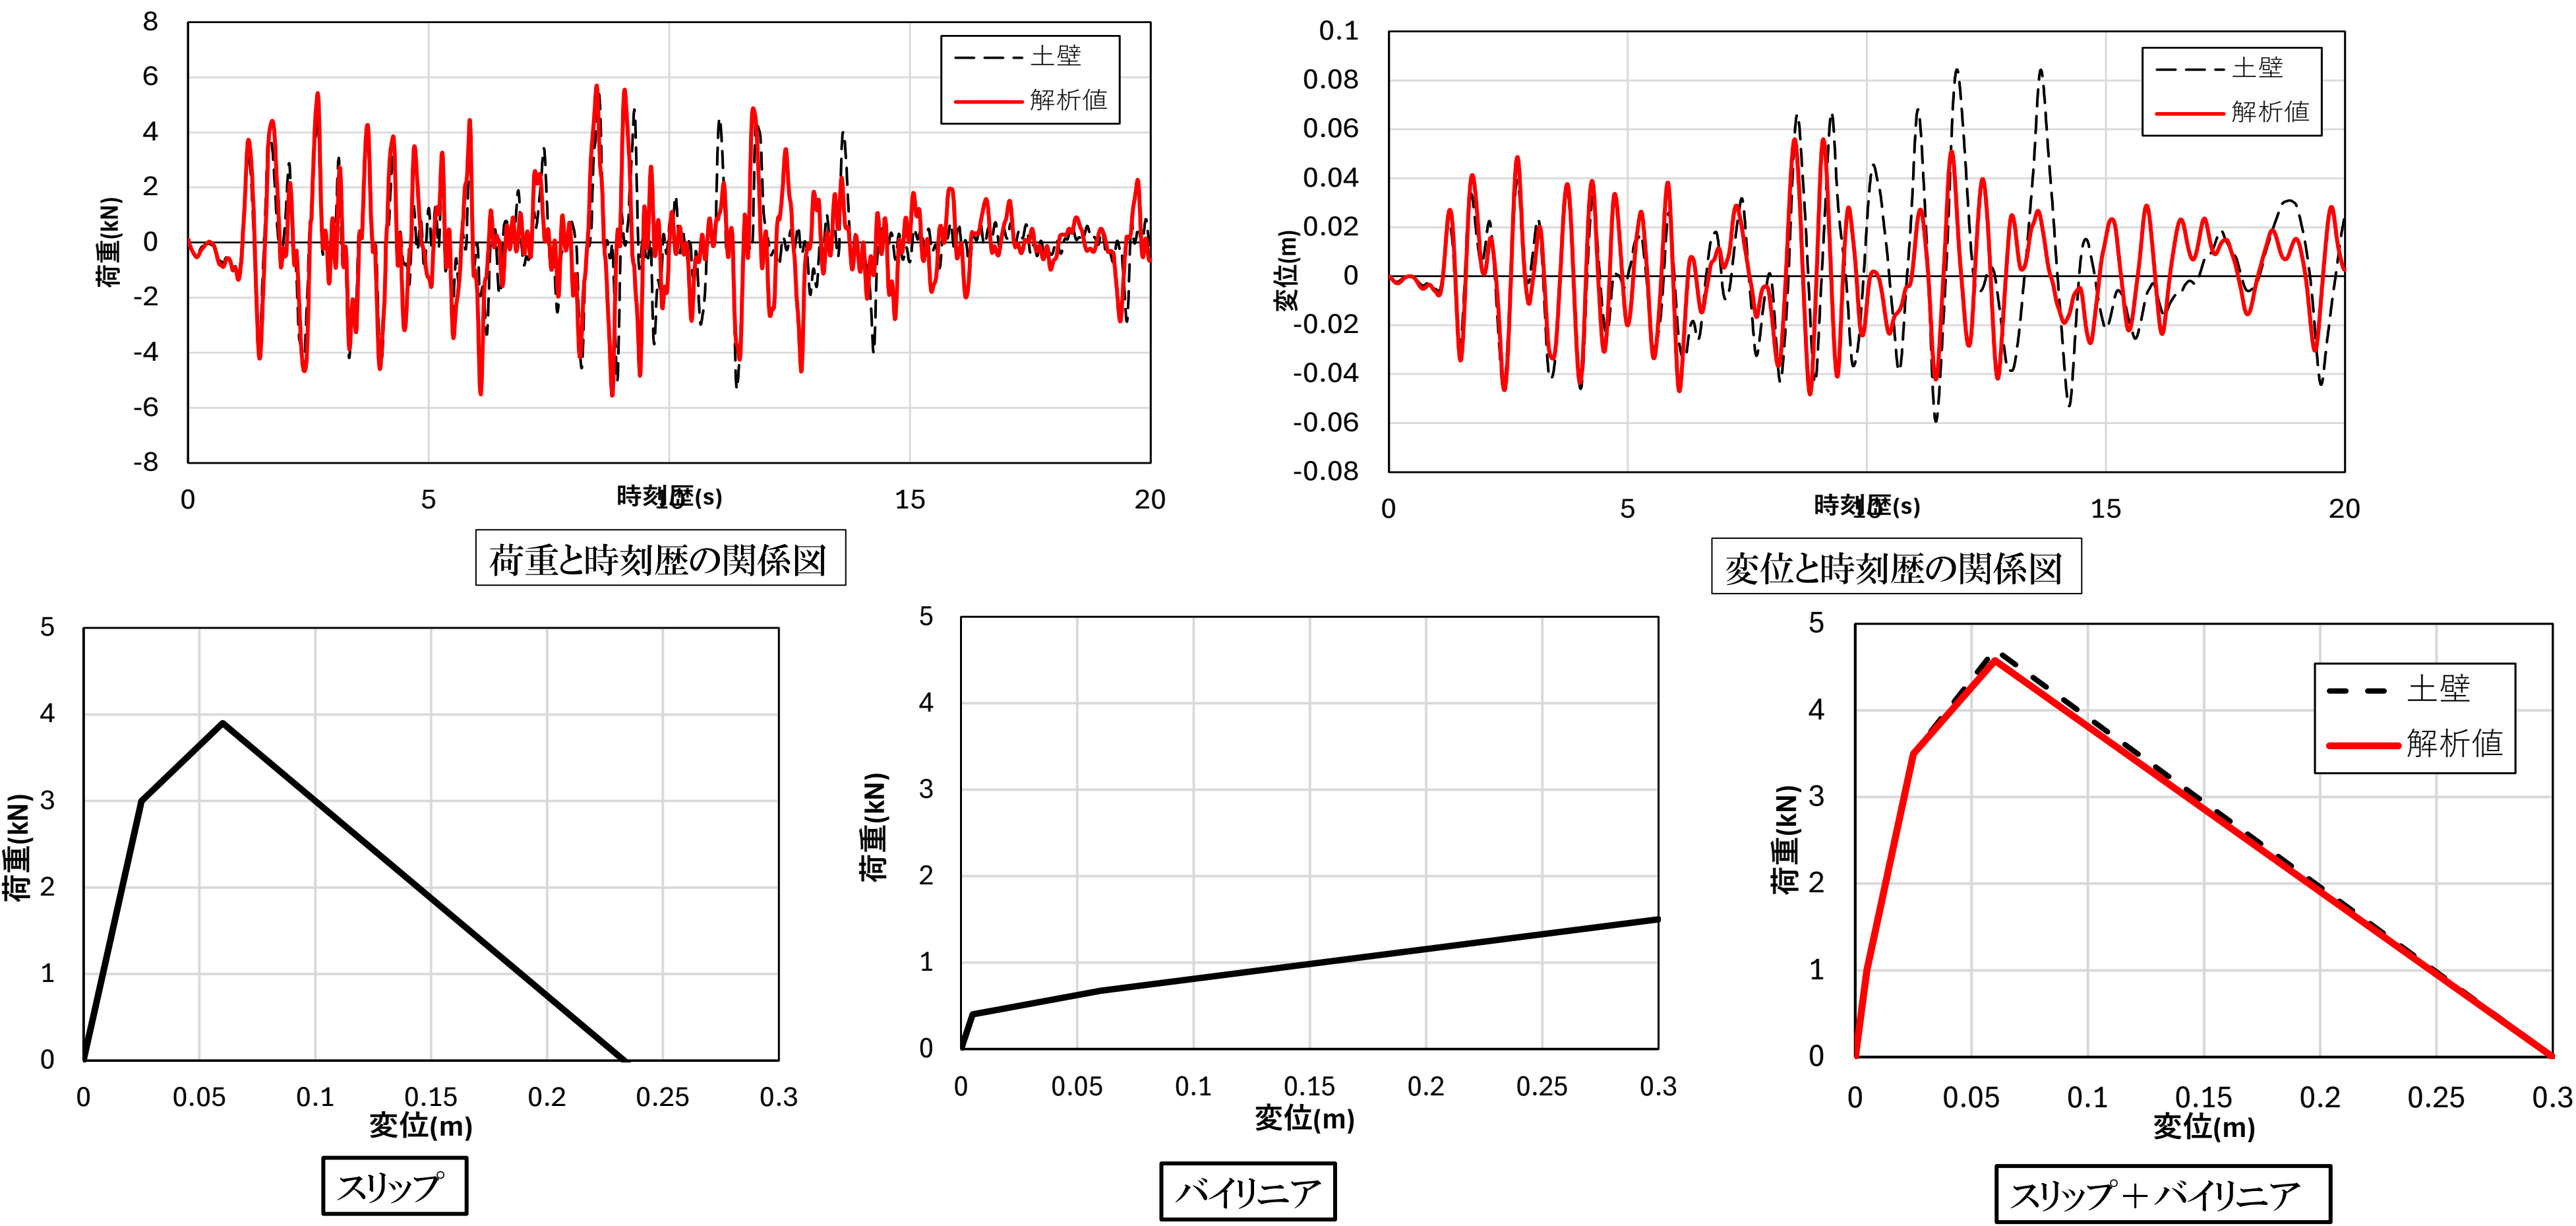 8
6
4
2
0
-2
-4
-6
-8
荷重(kN)
土壁
解析値
0 5 10 15 20
時刻歴(s)
荷重と時刻歴の関係図
0.1
0.08
0.06
0.04
0.02
0
-0.02
-0.04
-0.06
-0.08
変位(m)
土壁
解析値
0 5 10 15 20
時刻歴(s)
変位と時刻歴の関係図
5
4
3
2
1
0
荷重(kN)
0 0.05 0.1 0.15 0.2 0.25 0.3
変位(m)
スリップ
5
4
3
2
1
0
荷重(kN)
0 0.05 0.1 0.15 0.2 0.25 0.3
変位(m)
バイリニア
5
4
3
2
1
0
荷重(kN)
土壁
解析値
0 0.05 0.1 0.15 0.2 0.25 0.3
変位(m)
スリップ＋バイリニア